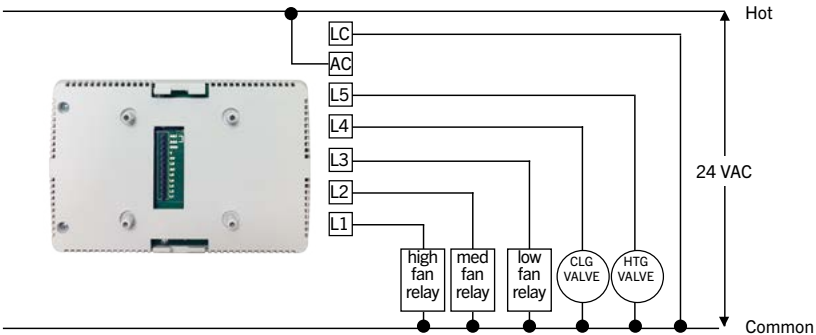 Hot
LC
AC
L5
L4
L3
L2
L1
24 VAC
high
fan
relay
med
fan
relay
low
fan
relay
CLG
VALVE
HTG
VALVE
Common